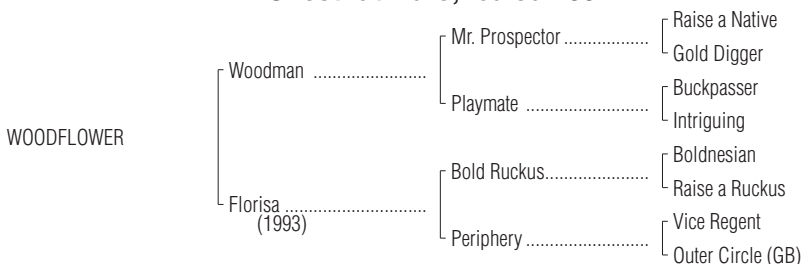 Raise a Native
Mr. Prospector ..................
Gold Digger
Woodman ........................
Buckpasser
Playmate ..........................
Intriguing
WOODFLOWER
Boldnesian
Bold Ruckus......................
Raise a Ruckus
Florisa ..............................
(1993)
Vice Regent
Periphery ..........................
Outer Circle (GB)